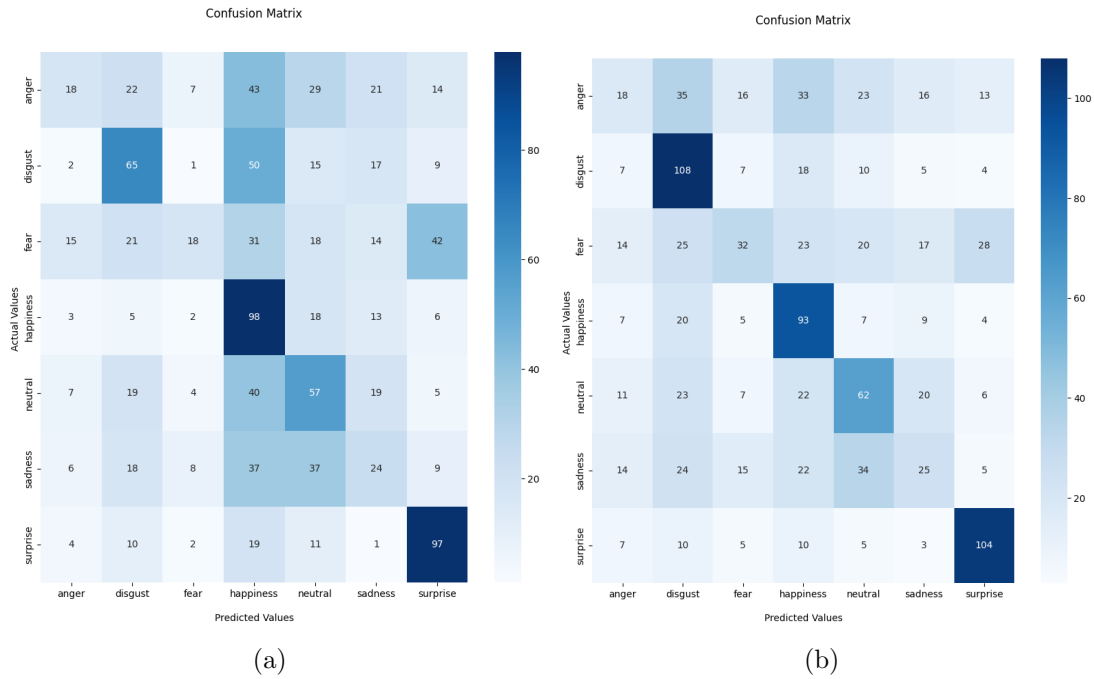 Confusion Matrix
anger 18 22 7 43 29 21 14
disgust 2 65 1 50 15 17 9 80
fear 15 21 18 31 18 14 42 60
Actual Values
happiness 3 5 2 98 18 13 6
neutral 7 19 4 40 57 19 5 40
sadness 6 18 8 37 37 24 9 20
surprise 4 10 2 19 11 1 97
anger disgust fear happiness neutral sadness surprise
Predicted Values
(a)
Confusion Matrix
anger 18 35 16 33 23 16 13 100
disgust 7 108 7 18 10 5 4 80
fear 14 25 32 23 20 17 28
Actual Values
happiness 7 20 5 93 7 9 4 60
neutral 11 23 7 22 62 20 6 40
sadness 14 24 15 22 34 25 5 20
surprise 7 10 5 10 5 3 104
anger disgust fear happiness neutral sadness surprise
Predicted Values
(b)